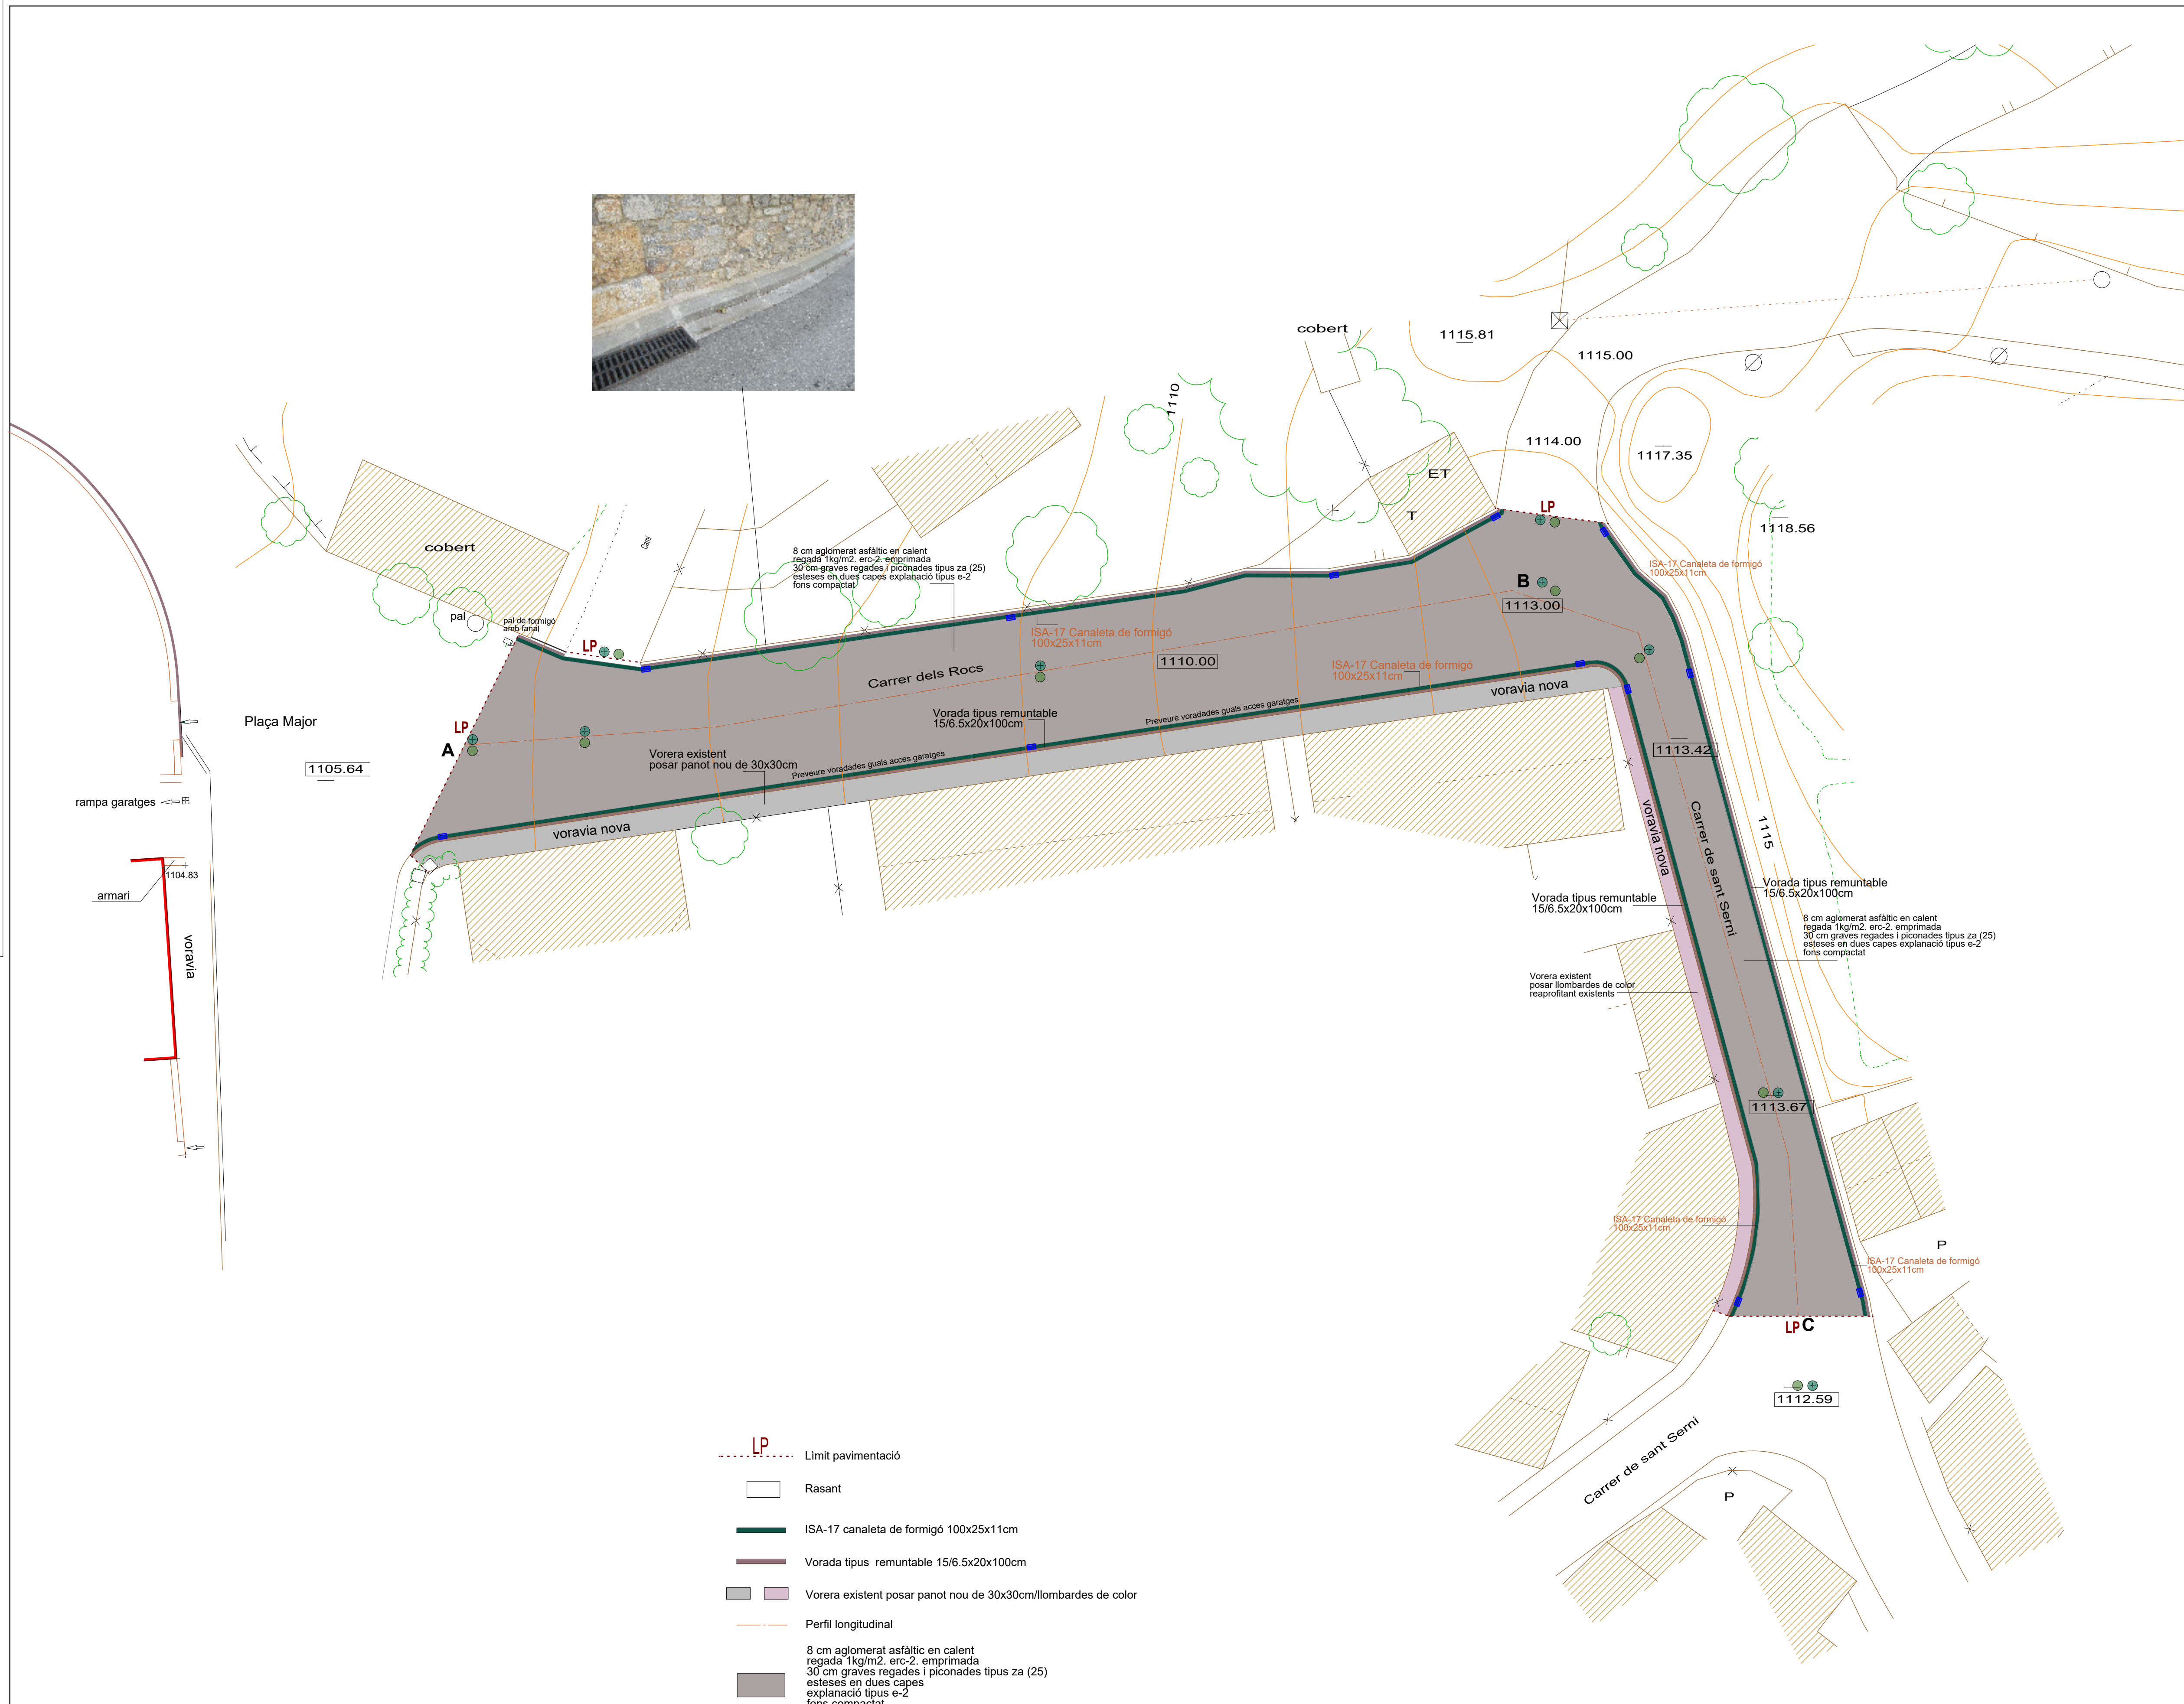 cobert
1115.81
1115.00
1110
1114.00
ET
1117.35
LP
T
1118.56
cobert
Camí
8 cm aglomerat asfàltic en calent
regada 1kg/m2. erc-2. emprimada
30 cm graves regades i piconades tipus za (25)
esteses en dues capes explanació tipus e-2
fons compactat
ISA-17 Canaleta de formigó
100x25x11cm
B
1113.00
pal
pal de formigó
amb fanal
LP
ISA-17 Canaleta de formigó
100x25x11cm
1110.00
ISA-17 Canaleta de formigó
100x25x11cm
Carrer dels Rocs
voravia nova
Plaça Major
LP
A
Vorada tipus remuntable
15/6.5x20x100cm
Preveure voradades guals acces garatges
Vorera existent
posar panot nou de 30x30cm
Preveure voradades guals acces garatges
1113.42
1105.64
rampa garatges
voravia nova
voravia nova
Carrer de sant Serni
1115
1104.83
armari
voravia
Vorada tipus remuntable
15/6.5x20x100cm
Vorada tipus remuntable
15/6.5x20x100cm
8 cm aglomerat asfàltic en calent
regada 1kg/m2. erc-2. emprimada
30 cm graves regades i piconades tipus za (25)
esteses en dues capes explanació tipus e-2
fons compactat
Vorera existent
posar llombardes de color
reaprofitant existents
1113.67
ISA-17 Canaleta de formigó
100x25x11cm
P
ISA-17 Canaleta de formigó
100x25x11cm
LP C
1112.59
Carrer de sant Serni
P
LP
Lìmit pavimentació
Rasant
ISA-17 canaleta de formigó 100x25x11cm
Vorada tipus remuntable 15/6.5x20x100cm
Vorera existent posar panot nou de 30x30cm/llombardes de color
Perfil longitudinal
8 cm aglomerat asfàltic en calent
regada 1kg/m2. erc-2. emprimada
30 cm graves regades i piconades tipus za (25)
esteses en dues capes
explanació tipus e-2
fons compactat